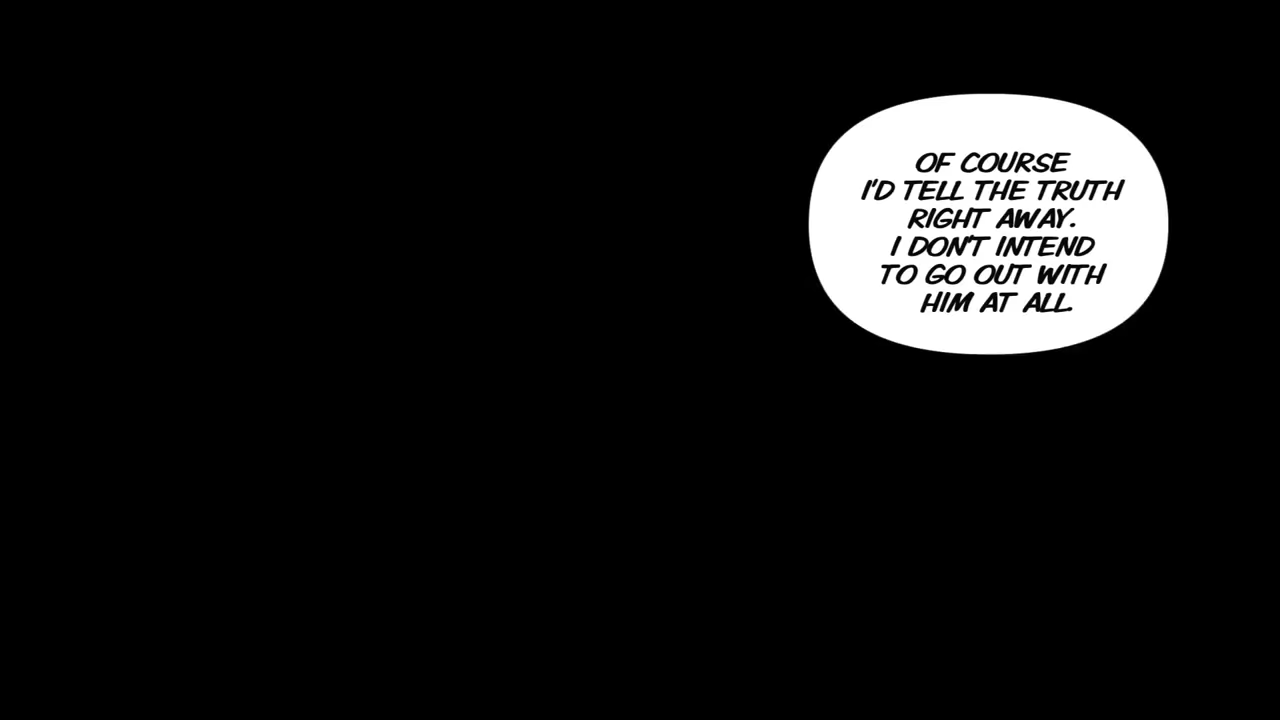 OF COURSE
I'D TELL THE TRUTH
RIGHT AWAY.
I DON'T INTEND
TO GO OUT WITH
HIM AT ALL.